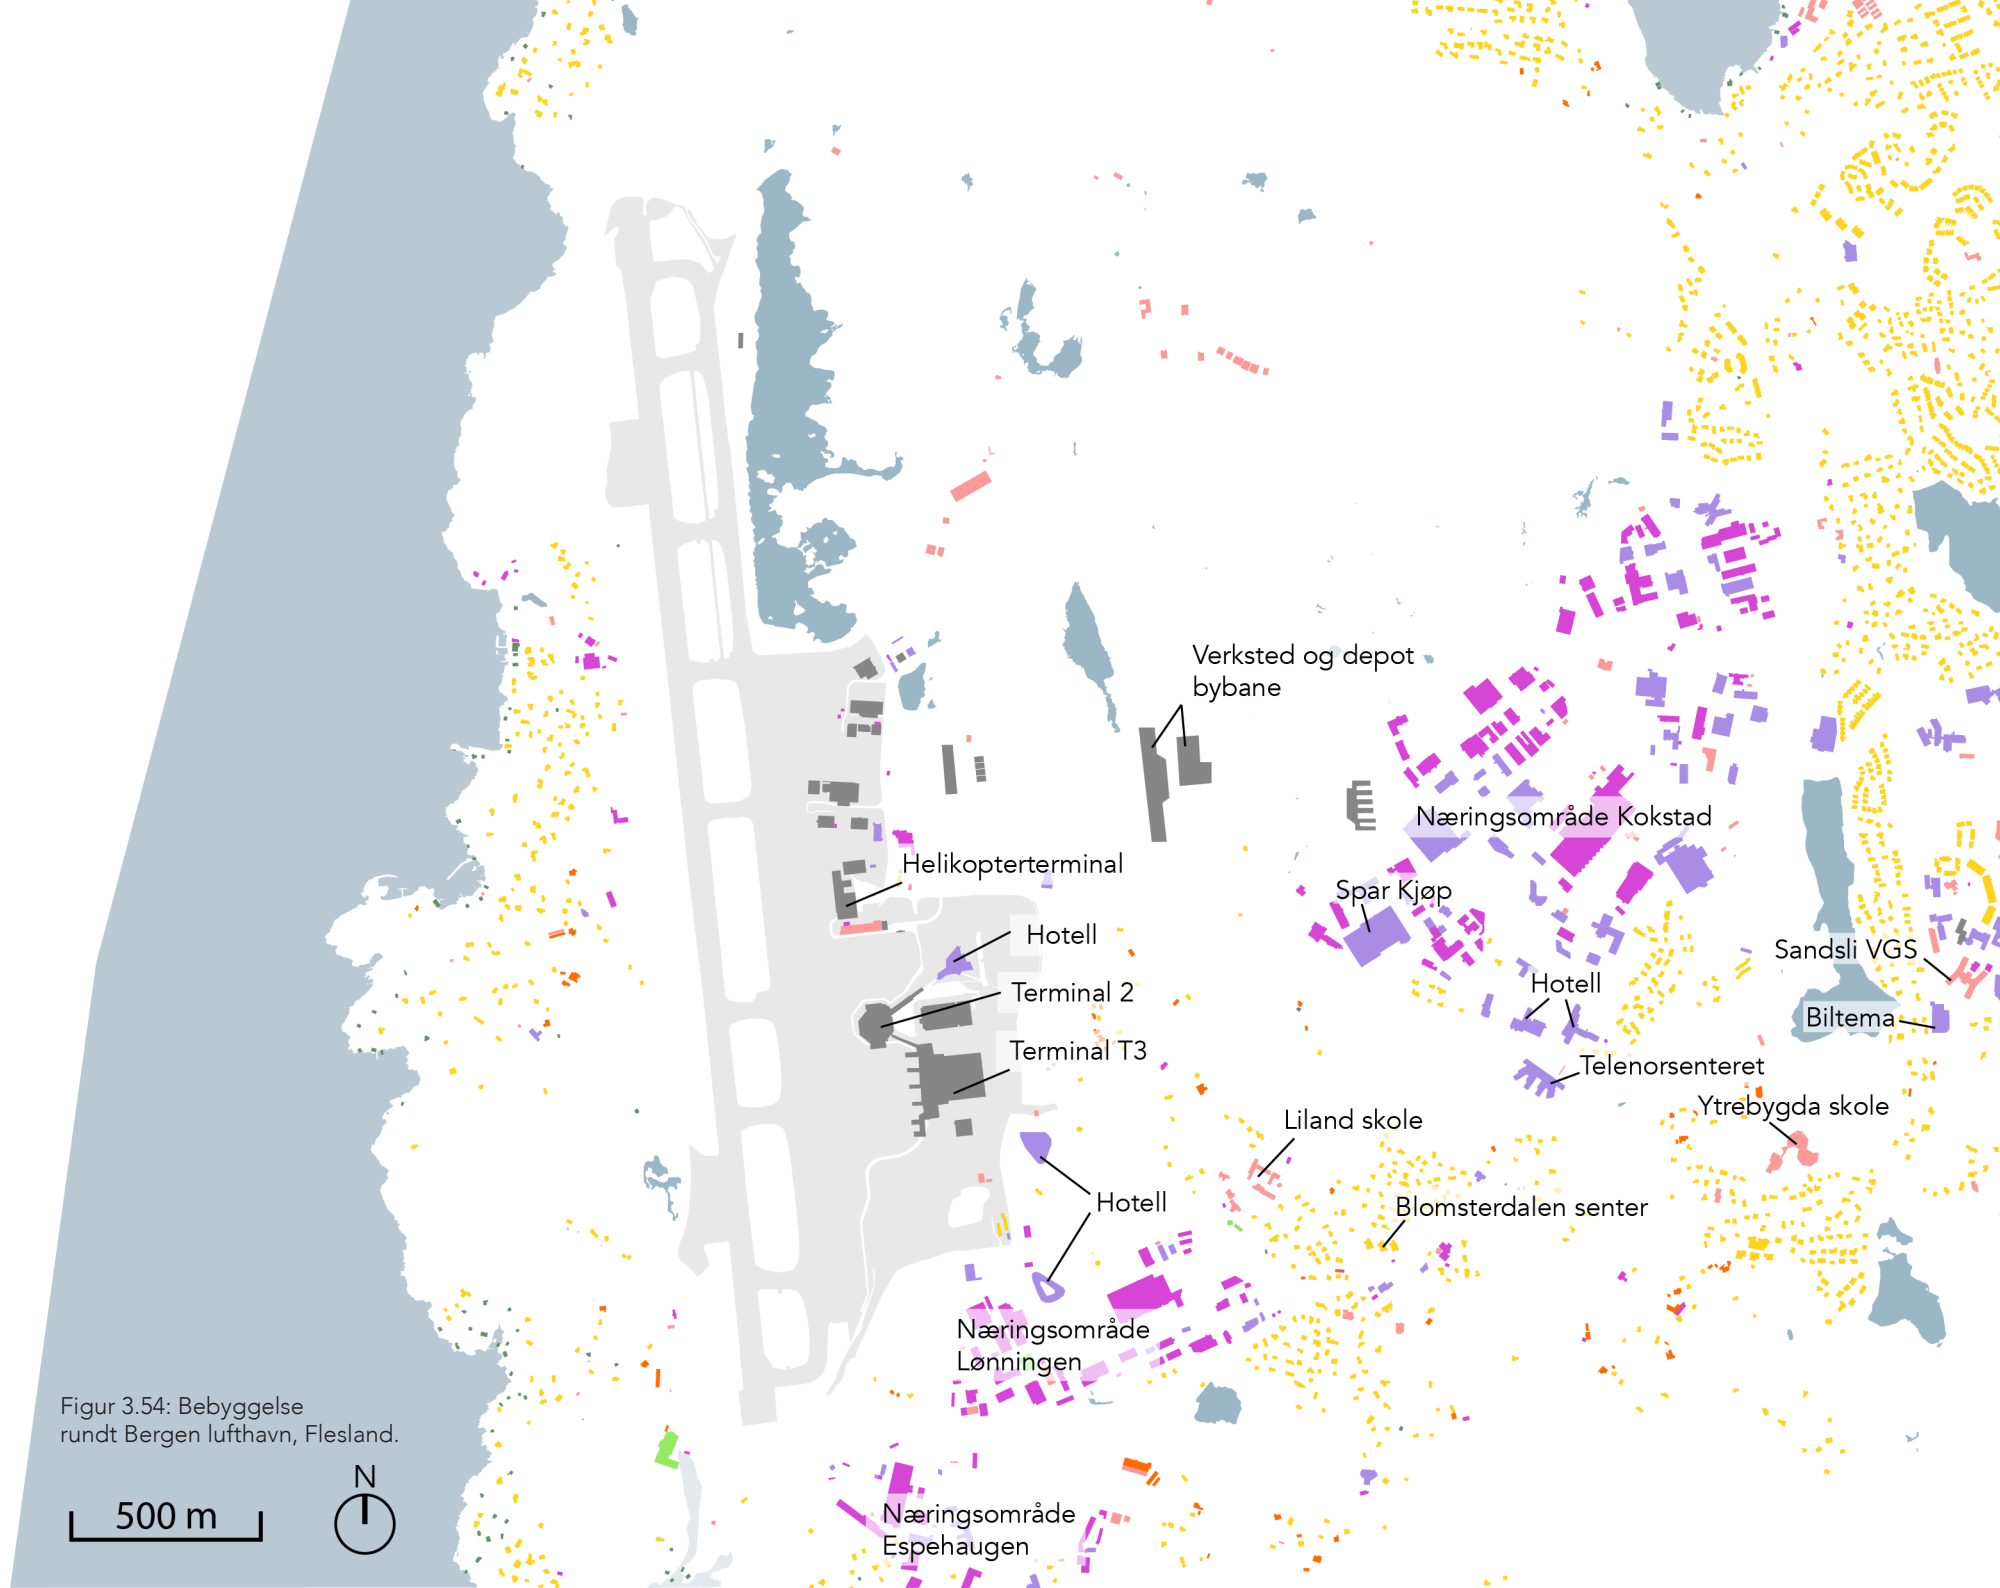 Verksted og depot
bybane
Næringsområde Kokstad
Helikopterterminal
Spar Kjøp
Hotell
Sandsli VGS
Hotell
Terminal 2
Biltema
Terminal T3
Telenorsenteret
Ytrebygda skole
Liland skole
Hotell
Blomsterdalen senter
Næringsområde
Lønningen
Figur 3.54: Bebyggelse
rundt Bergen lufthavn, Flesland.
N
500 m
Næringsområde
Espehaugen